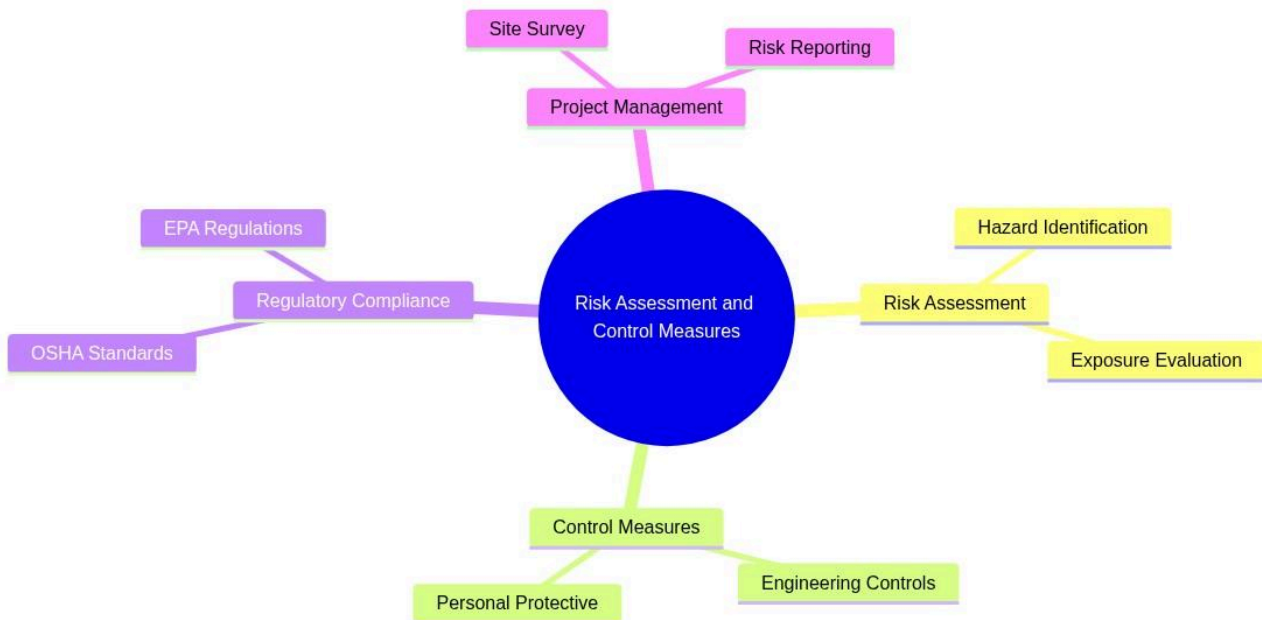 Site Survey
Risk Reporting
Project Management
EPA Regulations
Hazard Identification
Regulatory Compliance
Risk Assessment and
Control Measures
Risk Assessment
OSHA Standards
Exposure Evaluation
Control Measures
Engineering Controls
Personal Protective